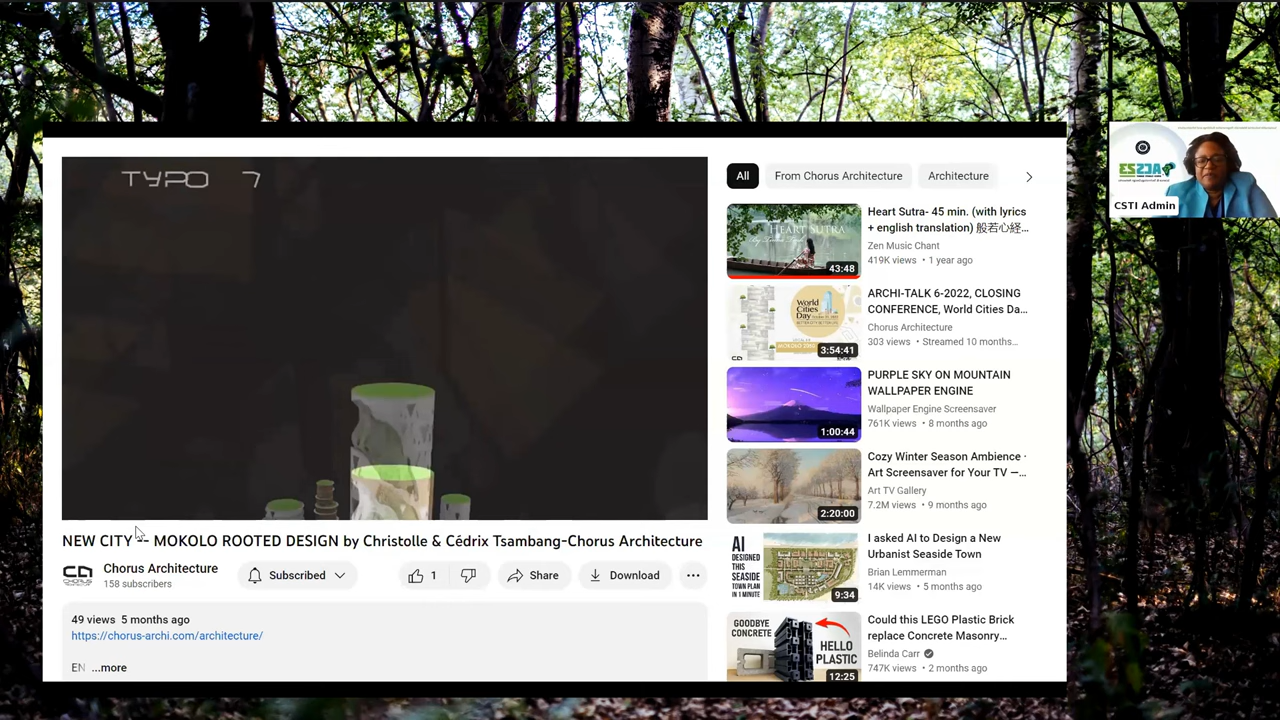 TYPO 7
NEW CITY -- MOKOLO ROOTED DESIGN by Christolle & Cédrix Tsambang-Chorus Architecture
Chorus Architecture
158 subscribers
Subscribed
1
Share
Download
49 views 5 months ago
https://chorus-archi.com/architecture/
EN ...more
All
From Chorus Architecture
Architecture
HEART SUTRA
43:48
Heart Sutra- 45 min. (with lyrics
+ english translation) 般若心経...
Zen Music Chant
419K views • 1 year ago
World
Cities
Day
3:54:41
ARCHI-TALK 6-2022, CLOSING
CONFERENCE, World Cities Da...
Chorus Architecture
303 views • Streamed 10 months...
1:00:44
PURPLE SKY ON MOUNTAIN
WALLPAPER ENGINE
Wallpaper Engine Screensaver
761K views • 8 months ago
2:20:00
Cozy Winter Season Ambience ·
Art Screensaver for Your TV —...
Art TV Gallery
7.2M views • 9 months ago
AI
DESIGNED
THIS
SEASIDE
TOWN PLAN
IN 1 MINUTE
9:34
I asked AI to Design a New
Urbanist Seaside Town
Brian Lemmerman
14K views • 5 months ago
GOODBYE
CONCRETE
HELLO
PLASTIC
12:25
Could this LEGO Plastic Brick
replace Concrete Masonry...
Belinda Carr
747K views • 2 months ago
CSTI Admin